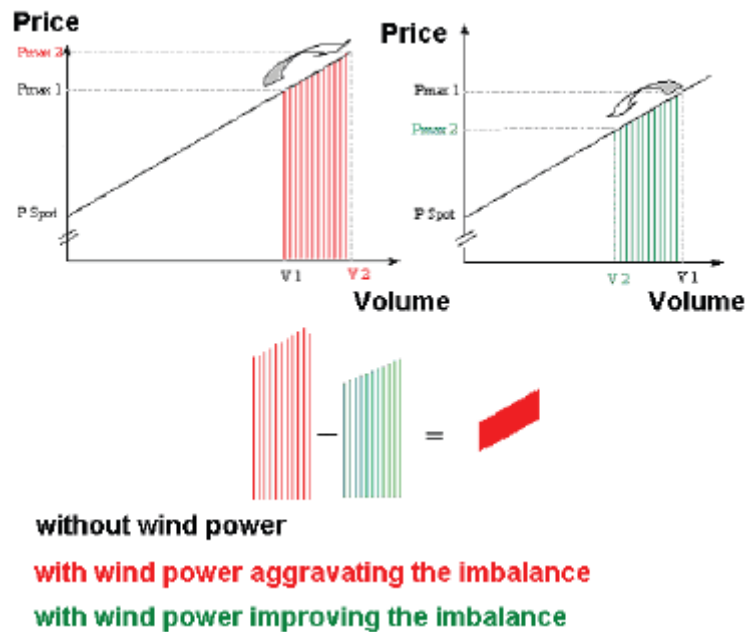 Price
Pmax 2
Pmax 1
P Spot
V 1
V 2
Volume
Price
Pmax 1
Pmax 2
P Spot
V 2
V 1
Volume
− =
without wind power
with wind power aggravating the imbalance
with wind power improving the imbalance